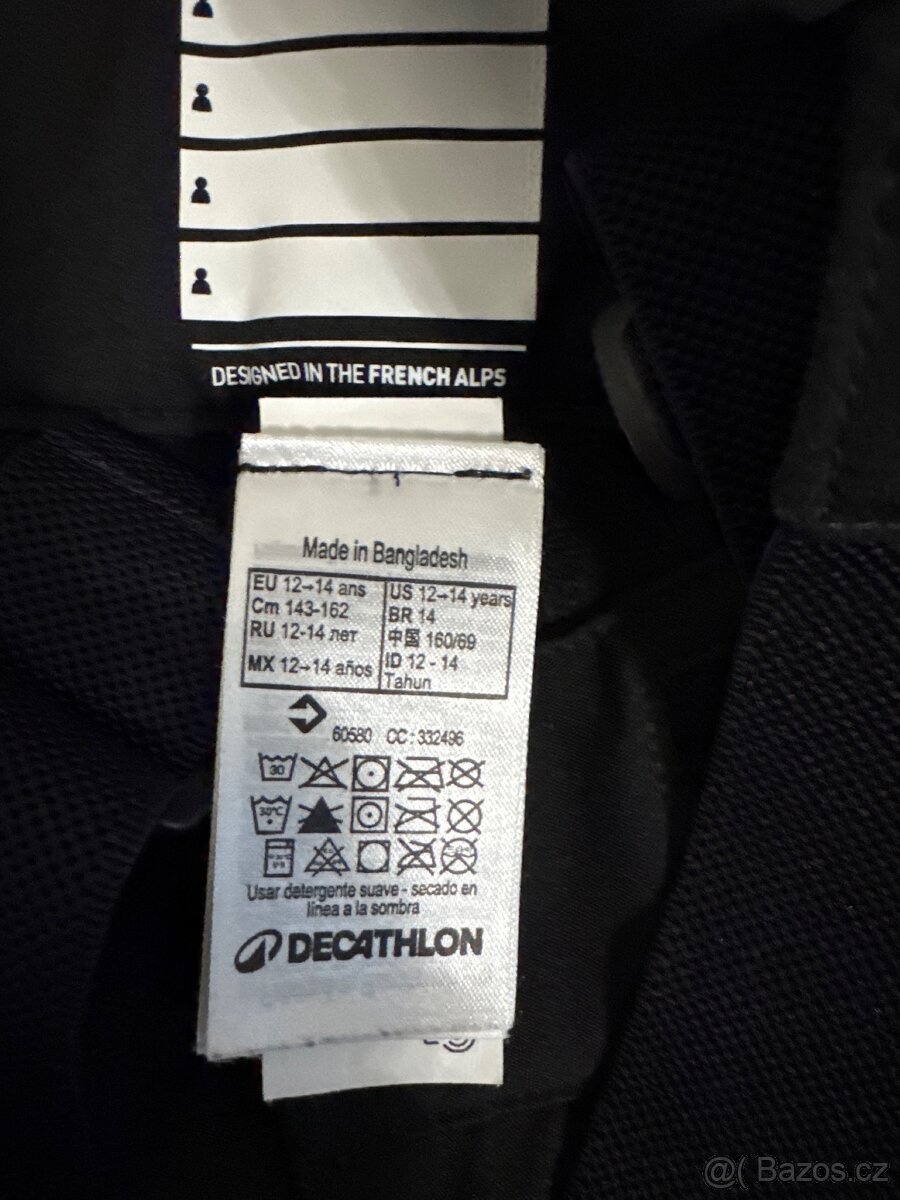 DESIGNED IN THE FRENCH ALPS
Made in Bangladesh
EU 12→14 ans
Cm 143-162
RU 12-14 лет
MX 12→14 años
US 12→14 years
BR 14
中国 160/69
ID 12 - 14
Tahun
60580 CC: 332496
30
30°C
Usar detergente suave - secado en
línea a la sombra
DECATHLON
@( Bazos.cz